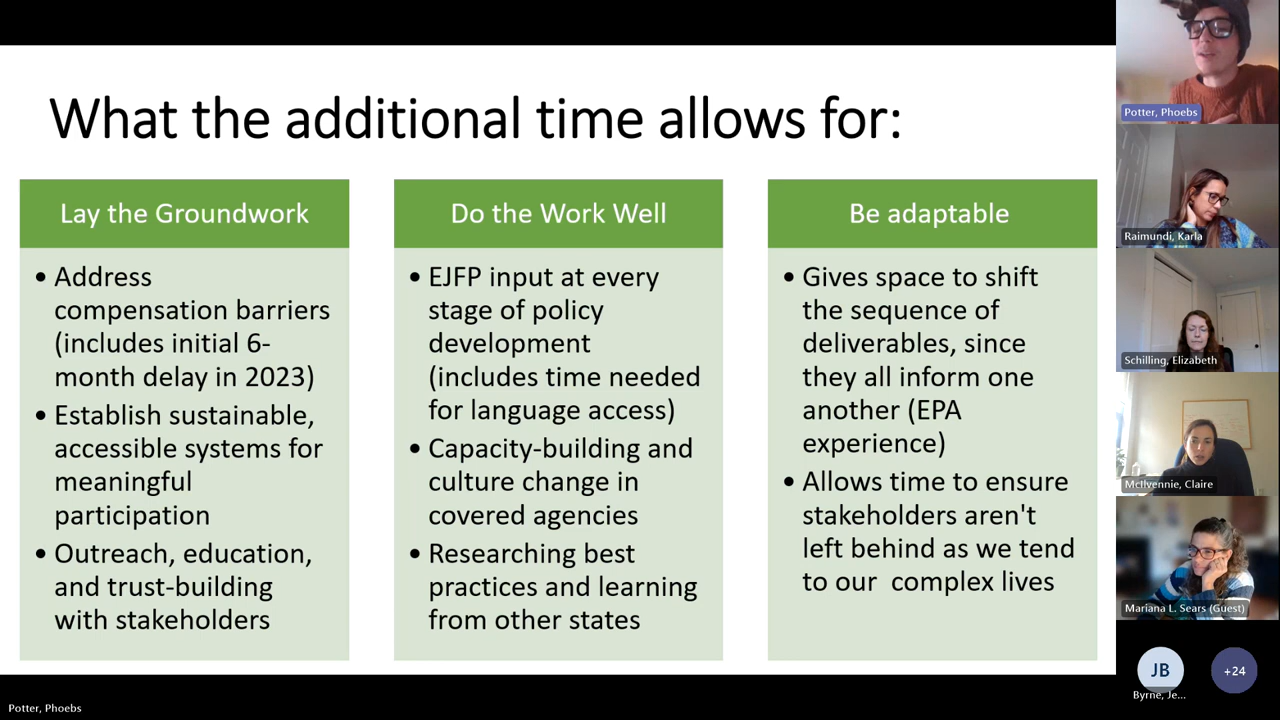 What the additional time allows for:
Lay the Groundwork
• Address
compensation barriers
(includes initial 6-
month delay in 2023)
• Establish sustainable,
accessible systems for
meaningful
participation
• Outreach, education,
and trust-building
with stakeholders
Do the Work Well
• EJFP input at every
stage of policy
development
(includes time needed
for language access)
• Capacity-building and
culture change in
covered agencies
• Researching best
practices and learning
from other states
Be adaptable
• Gives space to shift
the sequence of
deliverables, since
they all inform one
another (EPA
experience)
• Allows time to ensure
stakeholders aren't
left behind as we tend
to our  complex lives
Potter, Phoebs
Raimundi, Karla
Schilling, Elizabeth
McIlvennie, Claire
Mariana L. Sears (Guest)
JB
Byrne, Je...
+24
Potter, Phoebs